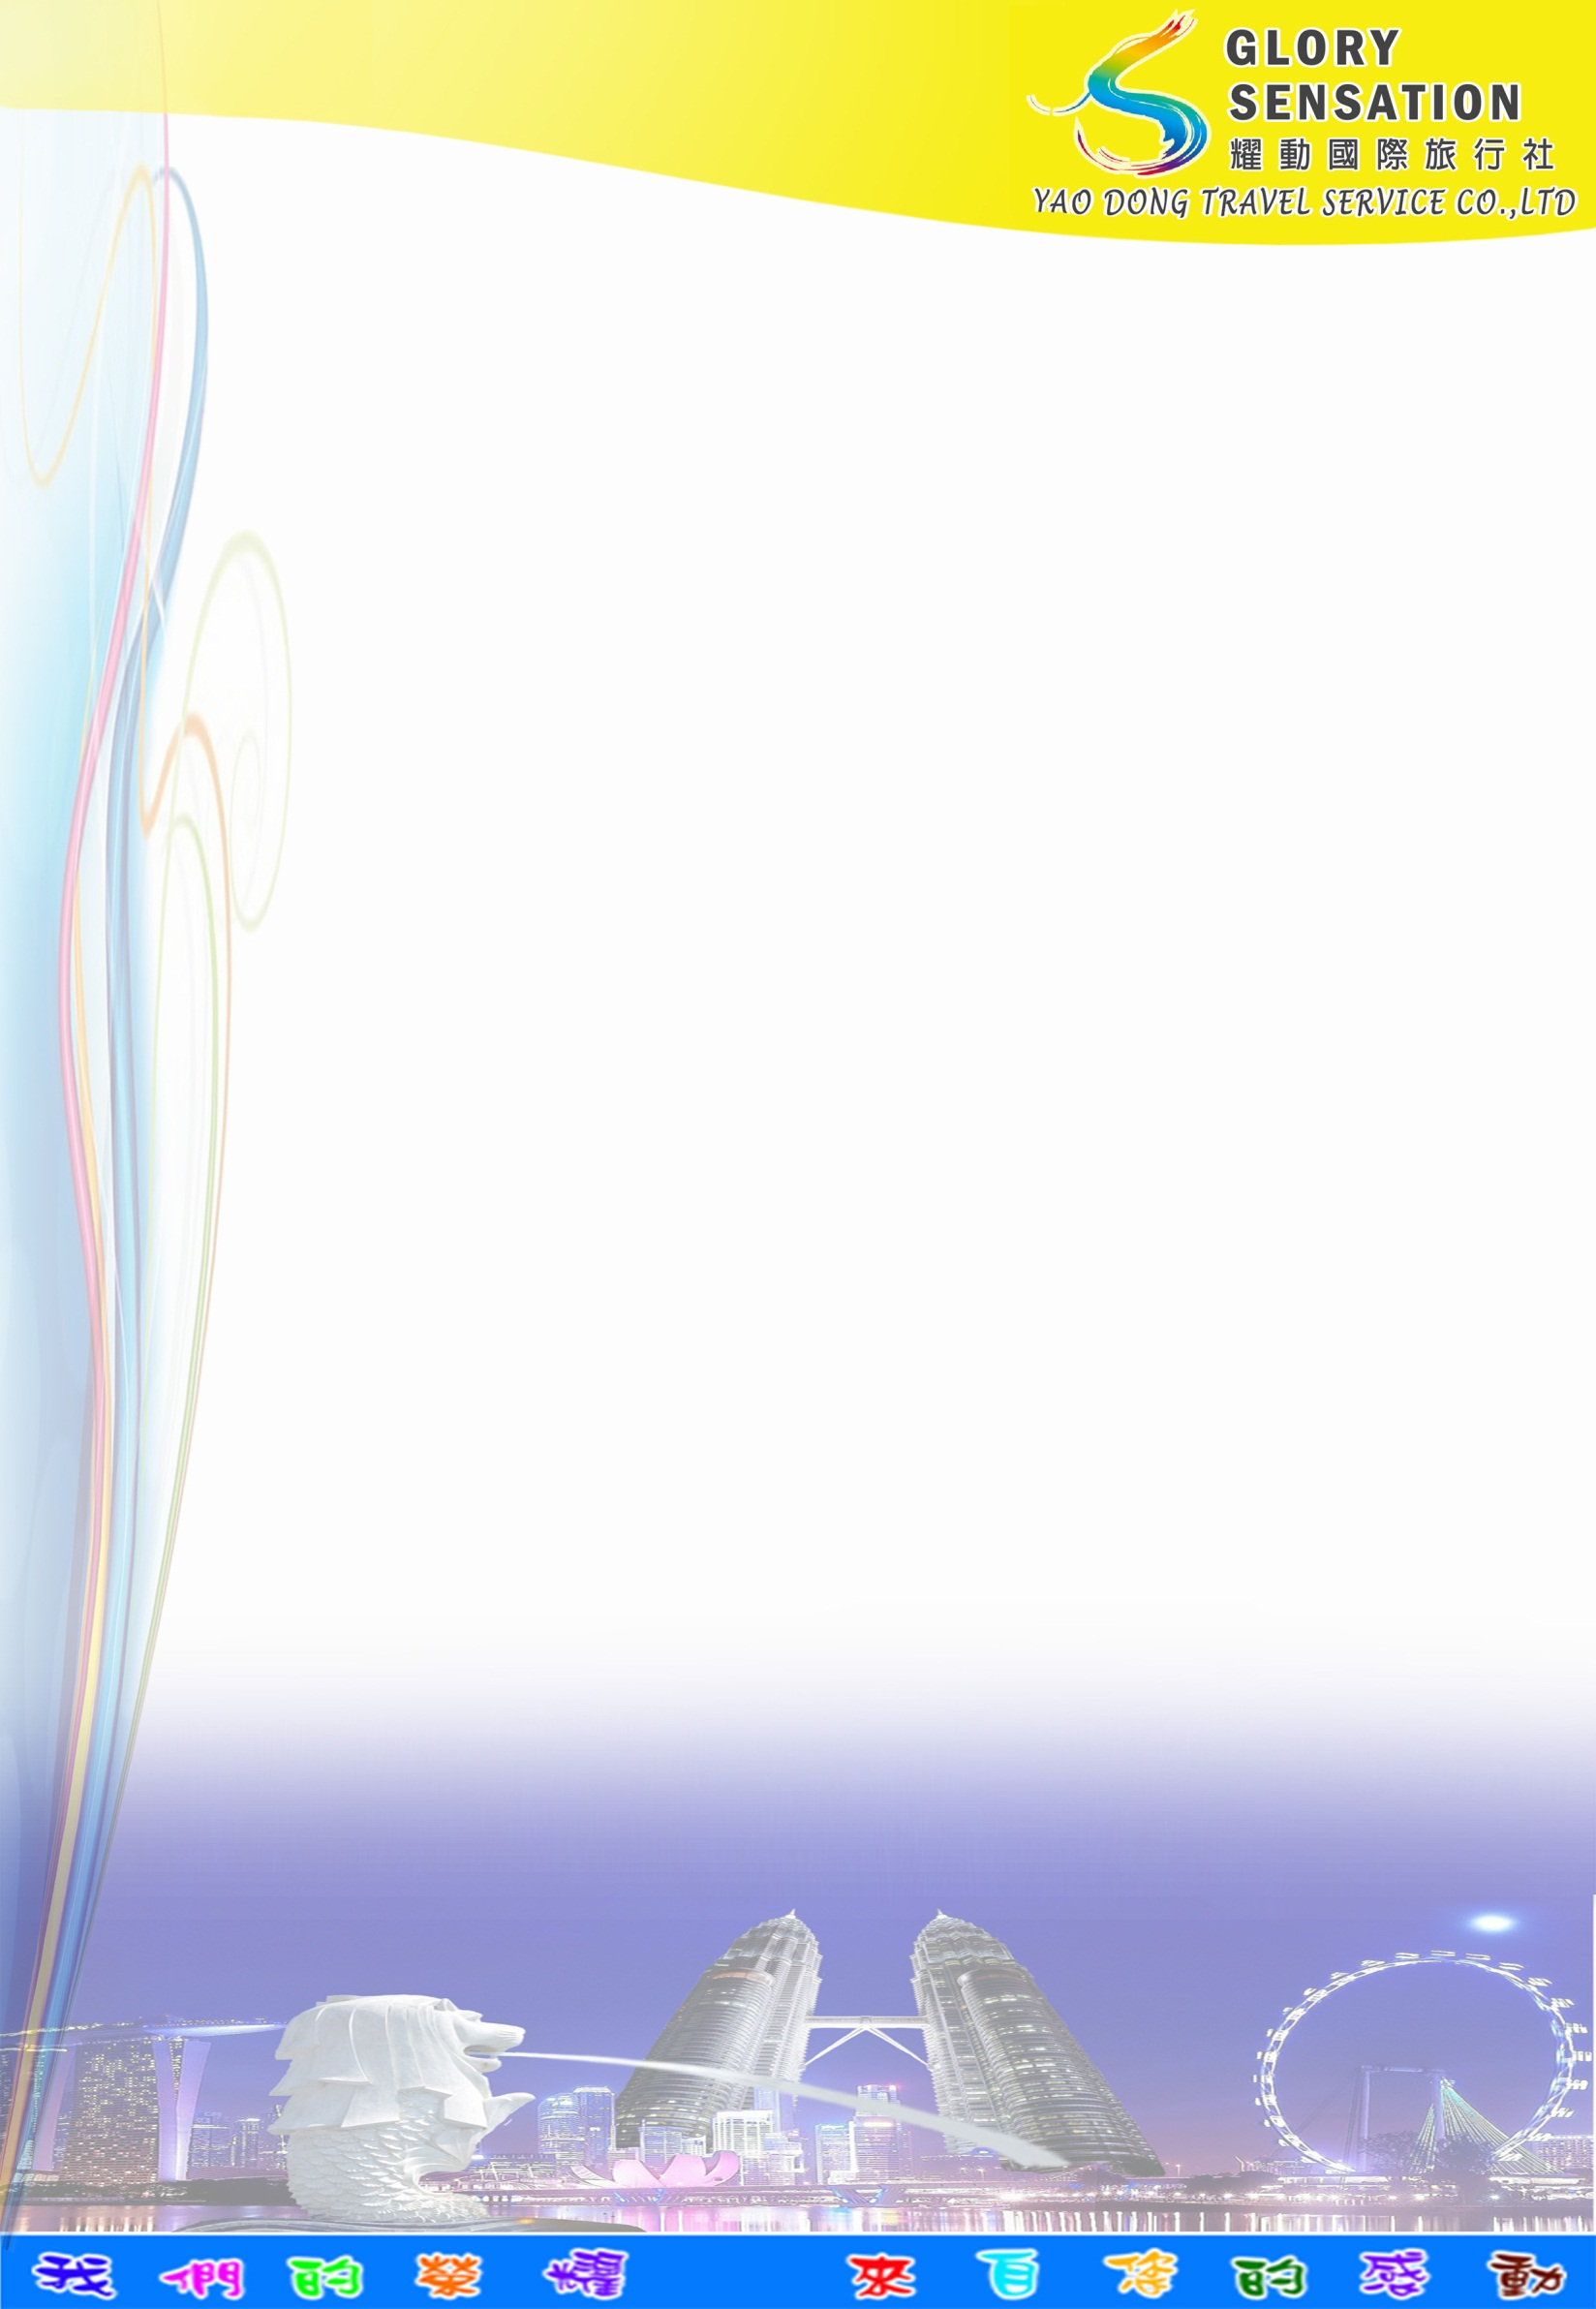 GLORY
SENSATION
耀動國際旅行社
YAO DONG TRAVEL SERVICE CO.,LTD
我們的榮耀 來自您的感動